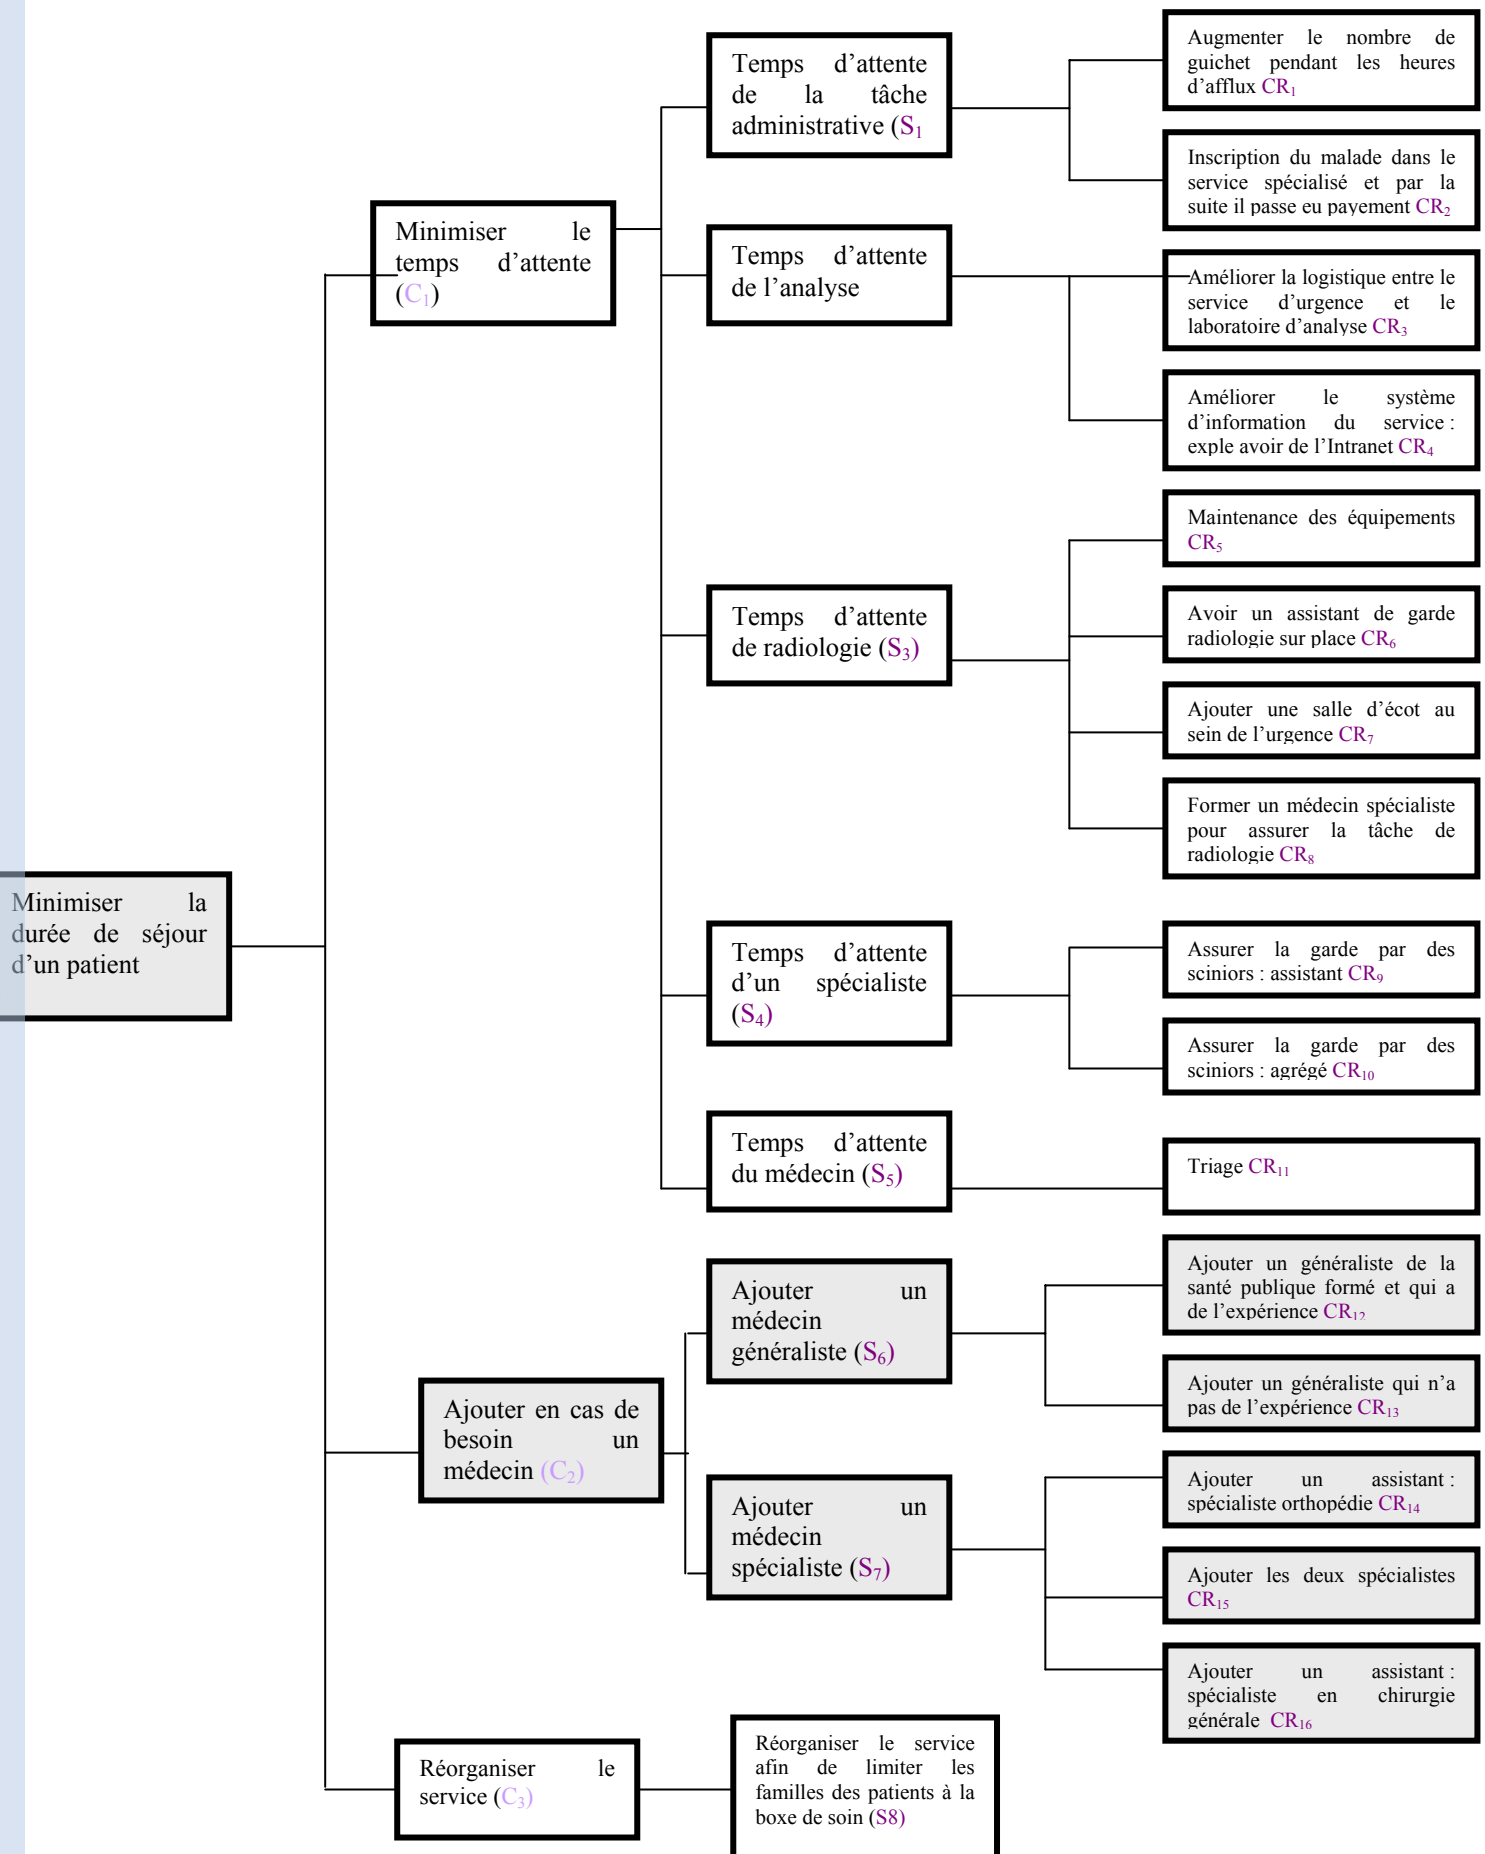 Minimiser la
durée de séjour
d'un patient
Minimiser le
temps d'attente
(C₁)
Temps d'attente
de la tâche
administrative (S₁
Augmenter le nombre de
guichet pendant les heures
d'afflux CR₁
Inscription du malade dans le
service spécialisé et par la
suite il passe eu payement CR₂
Temps d'attente
de l'analyse
Améliorer la logistique entre le
service d'urgence et le
laboratoire d'analyse CR₃
Améliorer le système
d'information du service :
exple avoir de l'Intranet CR₄
Temps d'attente
de radiologie (S₃)
Maintenance des équipements
CR₅
Avoir un assistant de garde
radiologie sur place CR₆
Ajouter une salle d'écot au
sein de l'urgence CR₇
Former un médecin spécialiste
pour assurer la tâche de
radiologie CR₈
Temps d'attente
d'un spécialiste
(S₄)
Assurer la garde par des
sciniors : assistant CR₉
Assurer la garde par des
sciniors : agrégé CR₁₀
Temps d'attente
du médecin (S₅)
Triage CR₁₁
Ajouter en cas de
besoin un
médecin (C₂)
Ajouter un
médecin
généraliste (S₆)
Ajouter un généraliste de la
santé publique formé et qui a
de l'expérience CR₁₂
Ajouter un généraliste qui n'a
pas de l'expérience CR₁₃
Ajouter un
médecin
spécialiste (S₇)
Ajouter un assistant :
spécialiste orthopédie CR₁₄
Ajouter les deux spécialistes
CR₁₅
Ajouter un assistant :
spécialiste en chirurgie
générale CR₁₆
Réorganiser le
service (C₃)
Réorganiser le service
afin de limiter les
familles des patients à la
boxe de soin (S8)